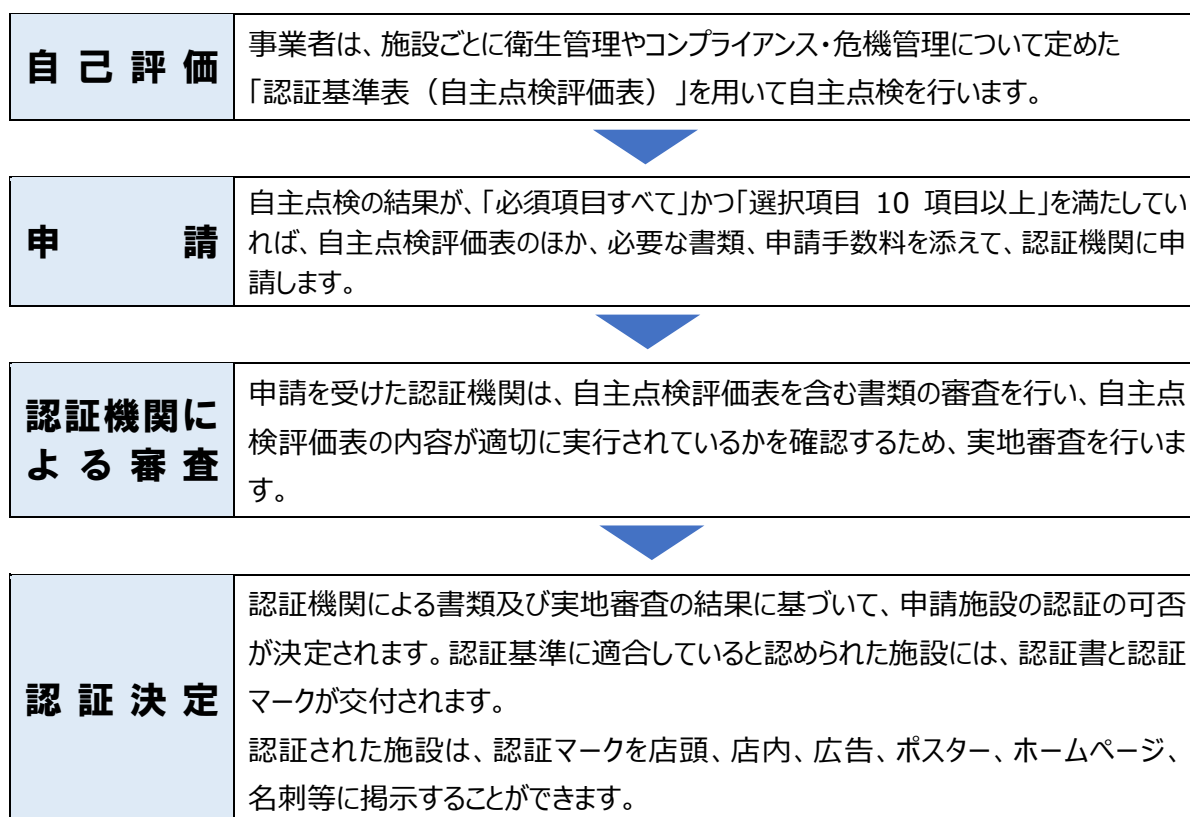 自己評価
事業者は、施設ごとに衛生管理やコンプライアンス・危機管理について定めた
「認証基準表（自主点検評価表）」を用いて自主点検を行います。
申請
自主点検の結果が、「必須項目すべて」かつ「選択項目 10 項目以上」を満たしてい
れば、自主点検評価表のほか、必要な書類、申請手数料を添えて、認証機関に申
請します。
認証機関に
よる審査
申請を受けた認証機関は、自主点検評価表を含む書類の審査を行い、自主点
検評価表の内容が適切に実行されているかを確認するため、実地審査を行いま
す。
認証決定
認証機関による書類及び実地審査の結果に基づいて、申請施設の認証の可否
が決定されます。認証基準に適合していると認められた施設には、認証書と認証
マークが交付されます。
認証された施設は、認証マークを店頭、店内、広告、ポスター、ホームページ、
名刺等に掲示することができます。